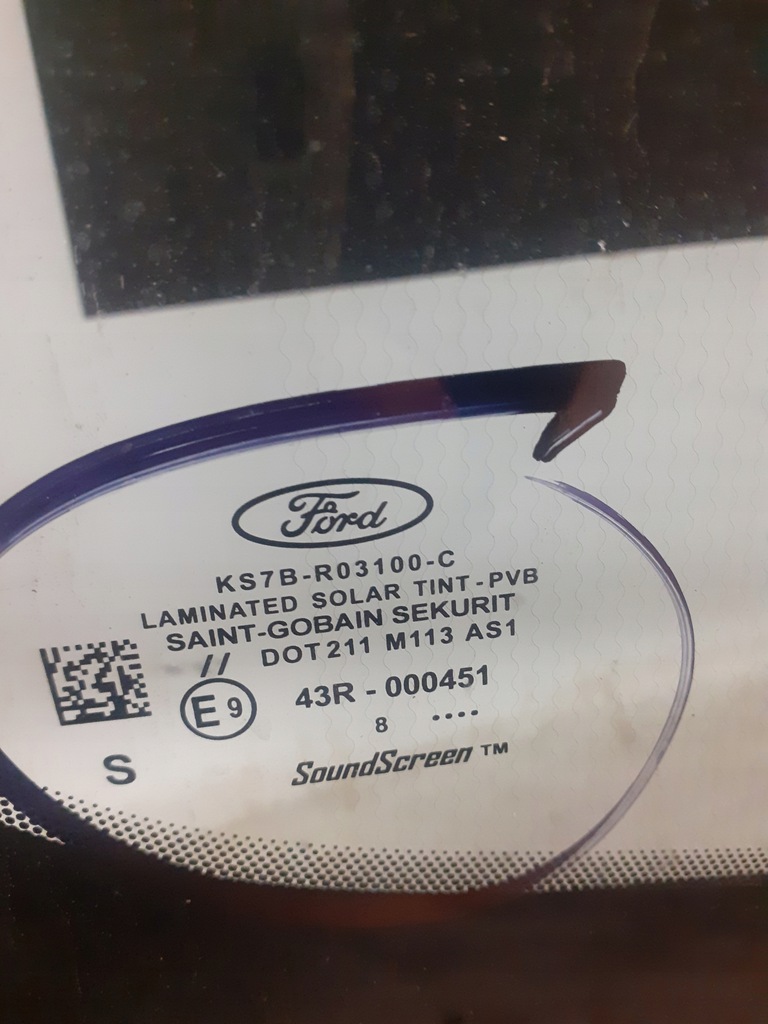 Ford
KS7B-R03100-C
LAMINATED SOLAR TINT-PVB
SAINT-GOBAIN SEKURIT
// DOT211 M113 AS1
E9 43R - 000451
8 ....
S
SoundScreen ™